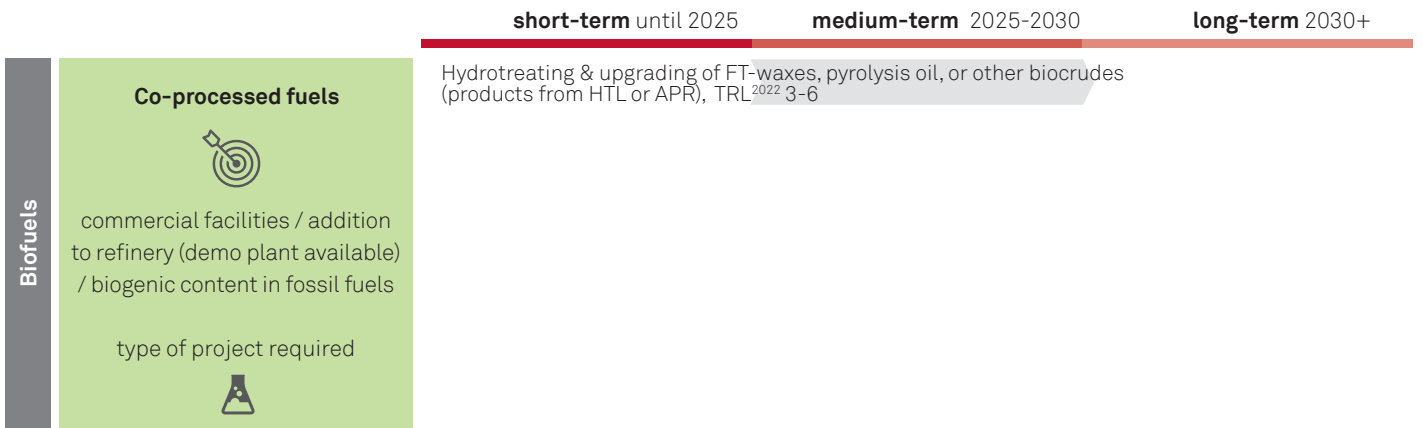 short-term until 2025
medium-term 2025-2030
long-term 2030+
Biofuels
Co-processed fuels
commercial facilities / addition
to refinery (demo plant available)
/ biogenic content in fossil fuels
type of project required
Hydrotreating & upgrading of FT-waxes, pyrolysis oil, or other biocrudes
(products from HTL or APR), TRL²⁰²² 3-6